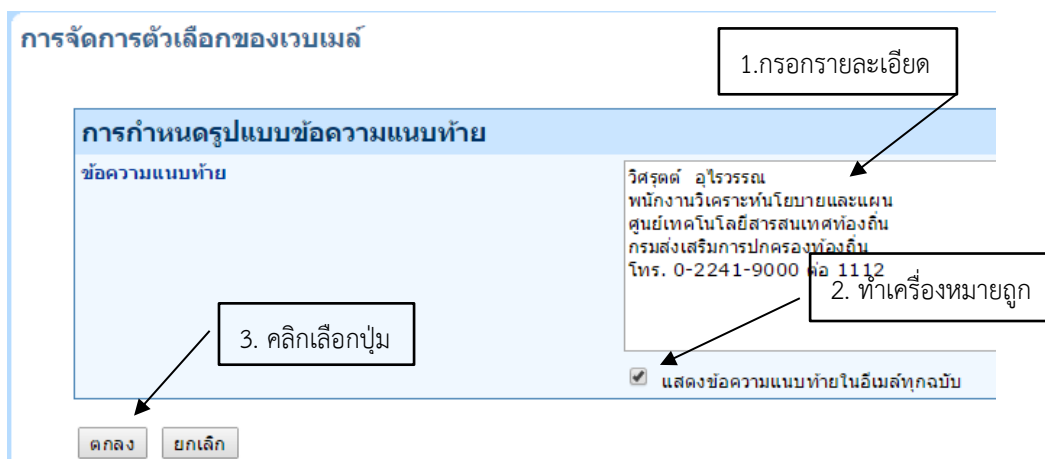 การจัดการตัวเลือกของเวบเมล์
1.กรอกรายละเอียด
การกำหนดรูปแบบข้อความแนบท้าย
ข้อความแนบท้าย
วิศรุตต์ อุไรวรรณ
พนักงานวิเคราะห์นโยบายและแผน
ศูนย์เทคโนโลยีสารสนเทศท้องถิ่น
กรมส่งเสริมการปกครองท้องถิ่น
โทร. 0-2241-9000 ต่อ 1112
2. ทำเครื่องหมายถูก
3. คลิกเลือกปุ่ม
แสดงข้อความแนบท้ายในอีเมล์ทุกฉบับ
ตกลง ยกเลิก